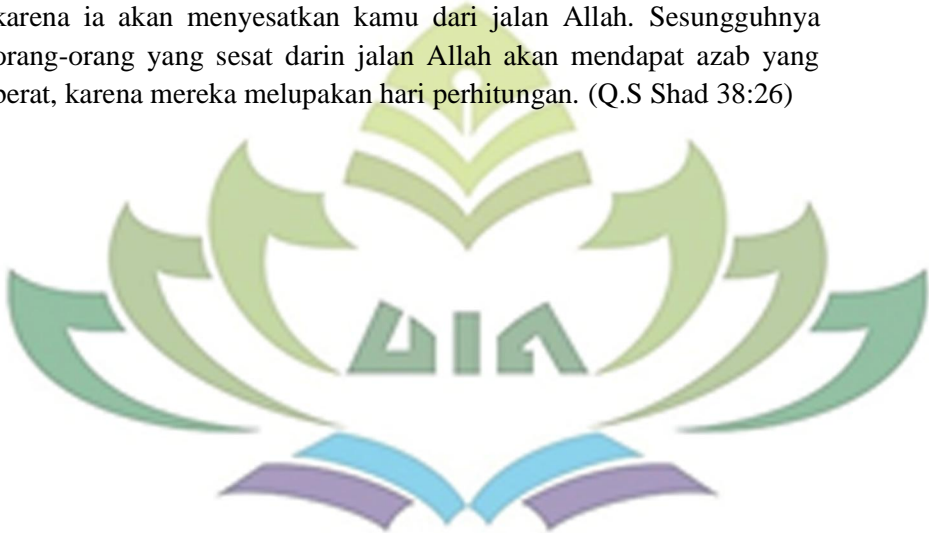 karena ia akan menyesatkan kamu dari jalan Allah. Sesungguhnya
orang-orang yang sesat darin jalan Allah akan mendapat azab yang
berat, karena mereka melupakan hari perhitungan. (Q.S Shad 38:26)
UIN